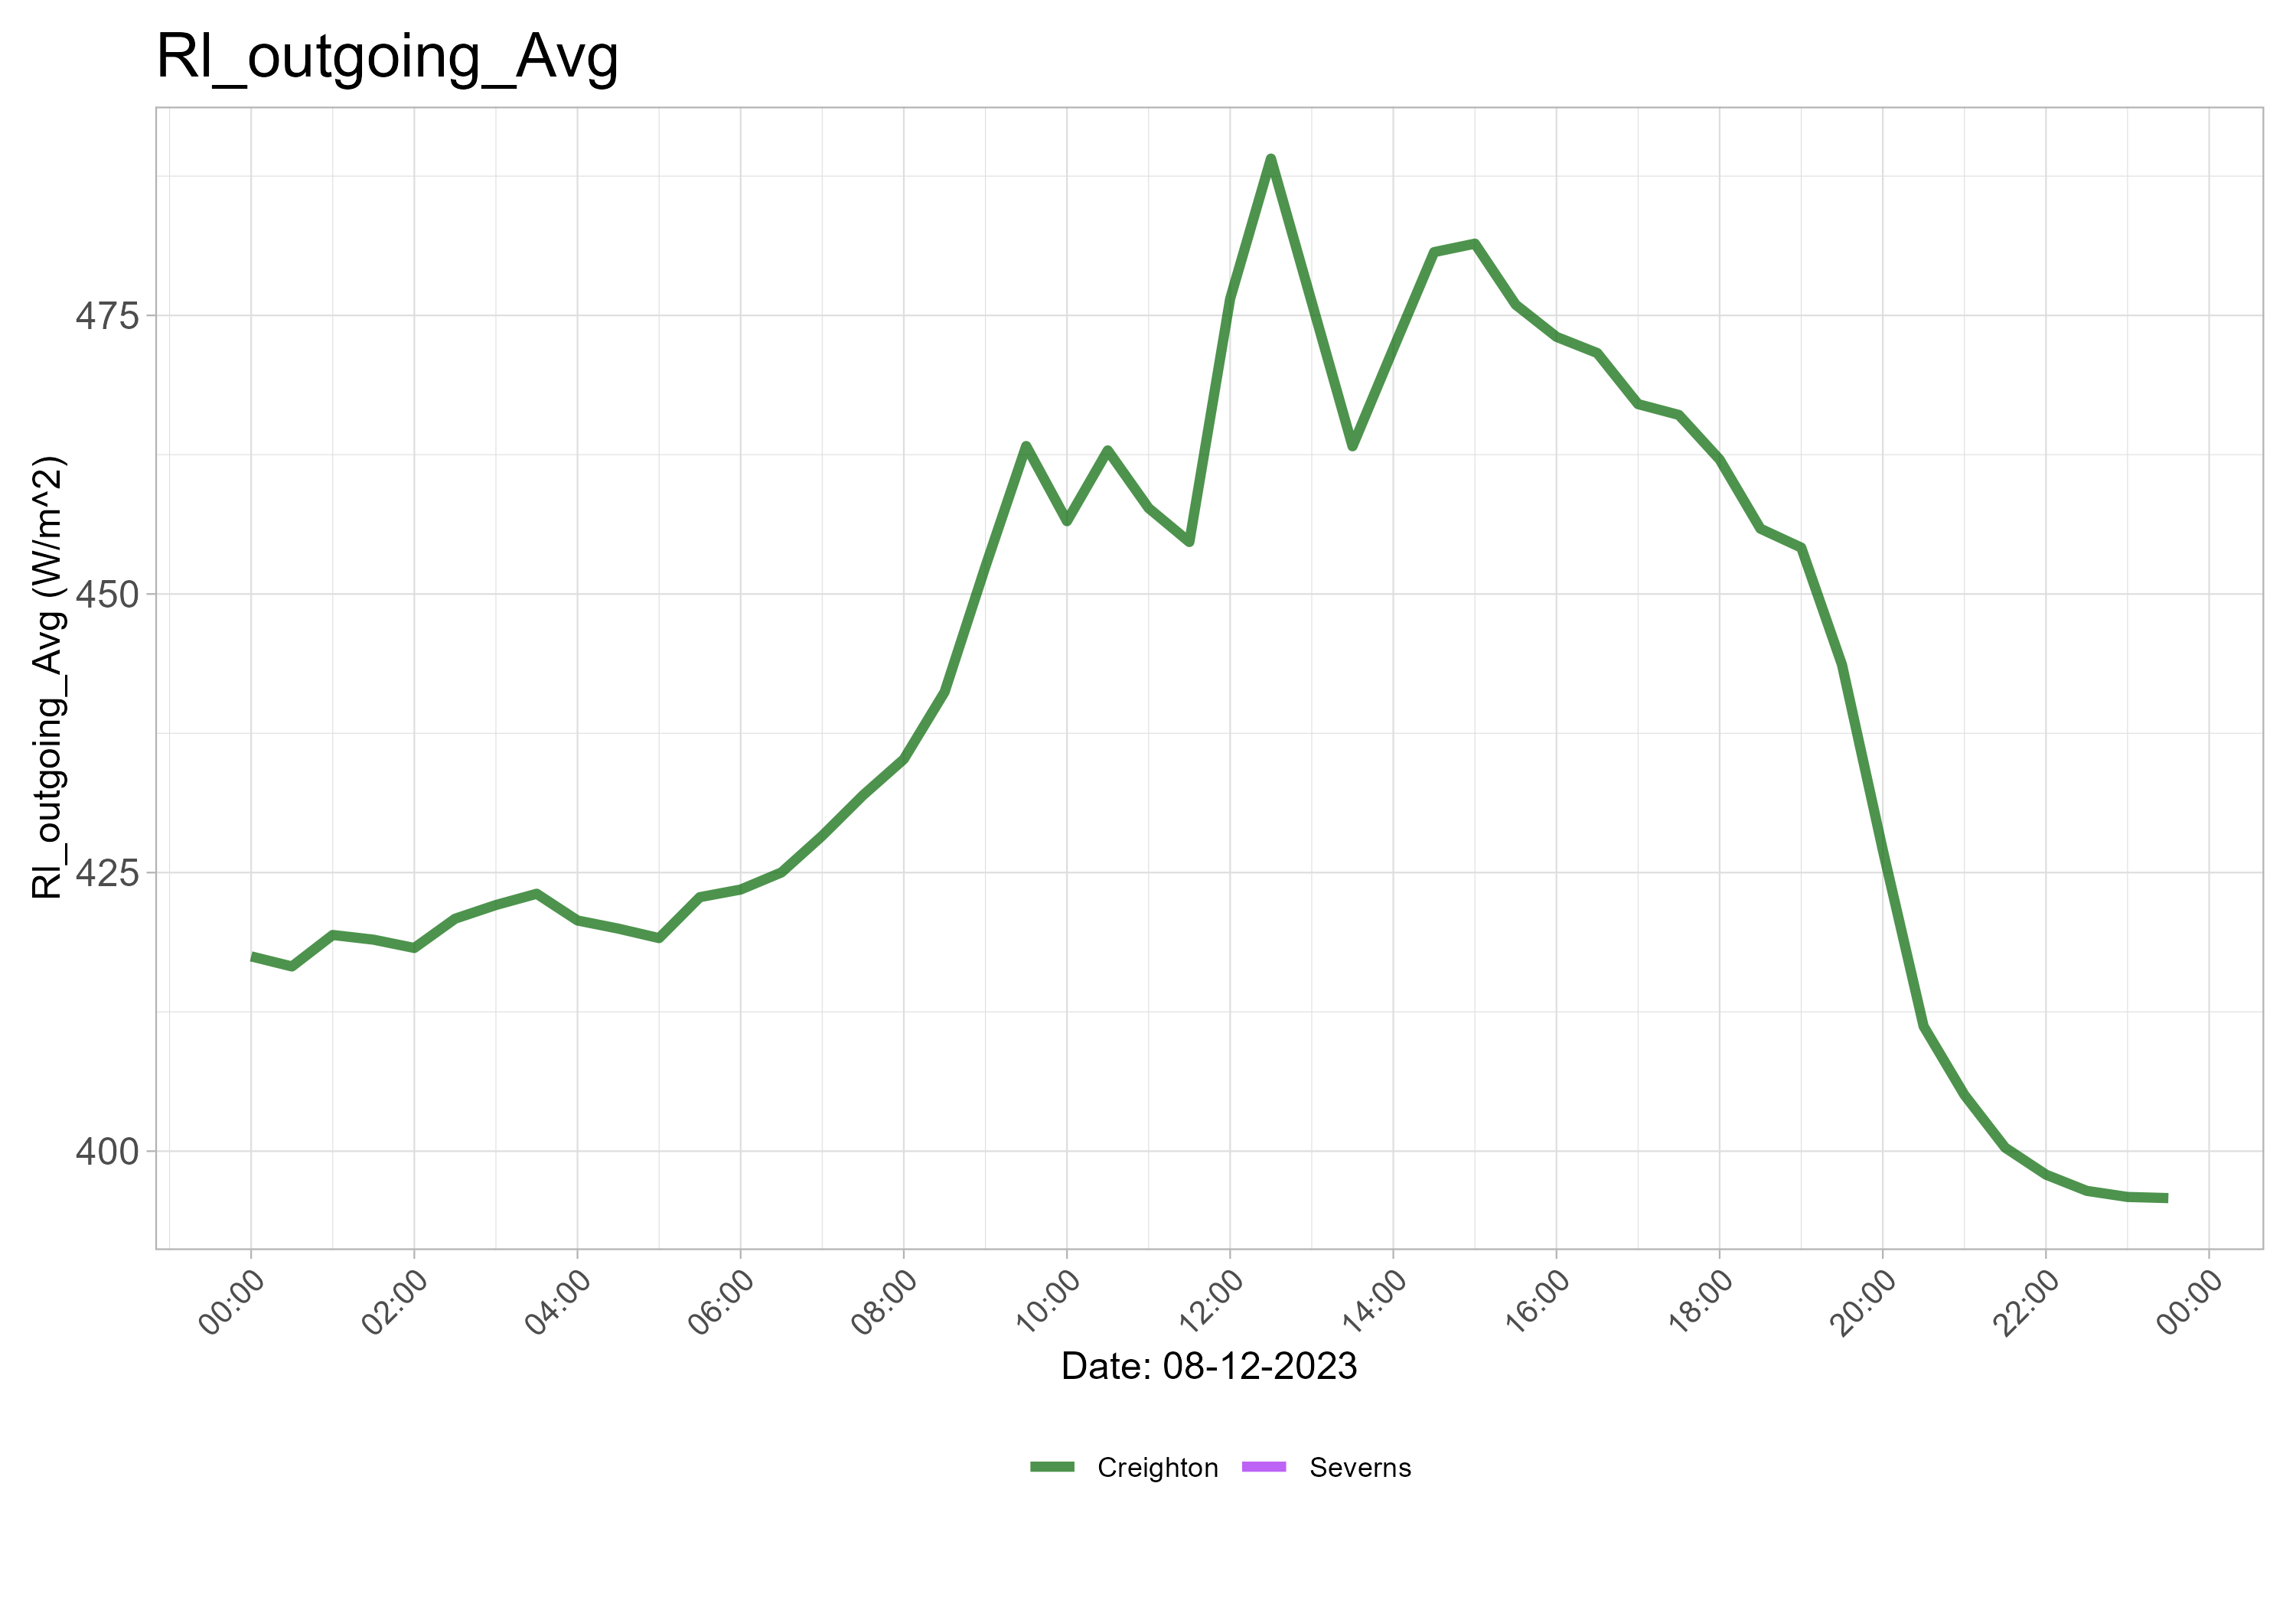 Rl_outgoing_Avg
Rl_outgoing_Avg (W/m^2)
475
450
425
400
00:00 02:00 04:00 06:00 08:00 10:00 12:00 14:00 16:00 18:00 20:00 22:00 00:00
Date: 08-12-2023
Creighton Severns